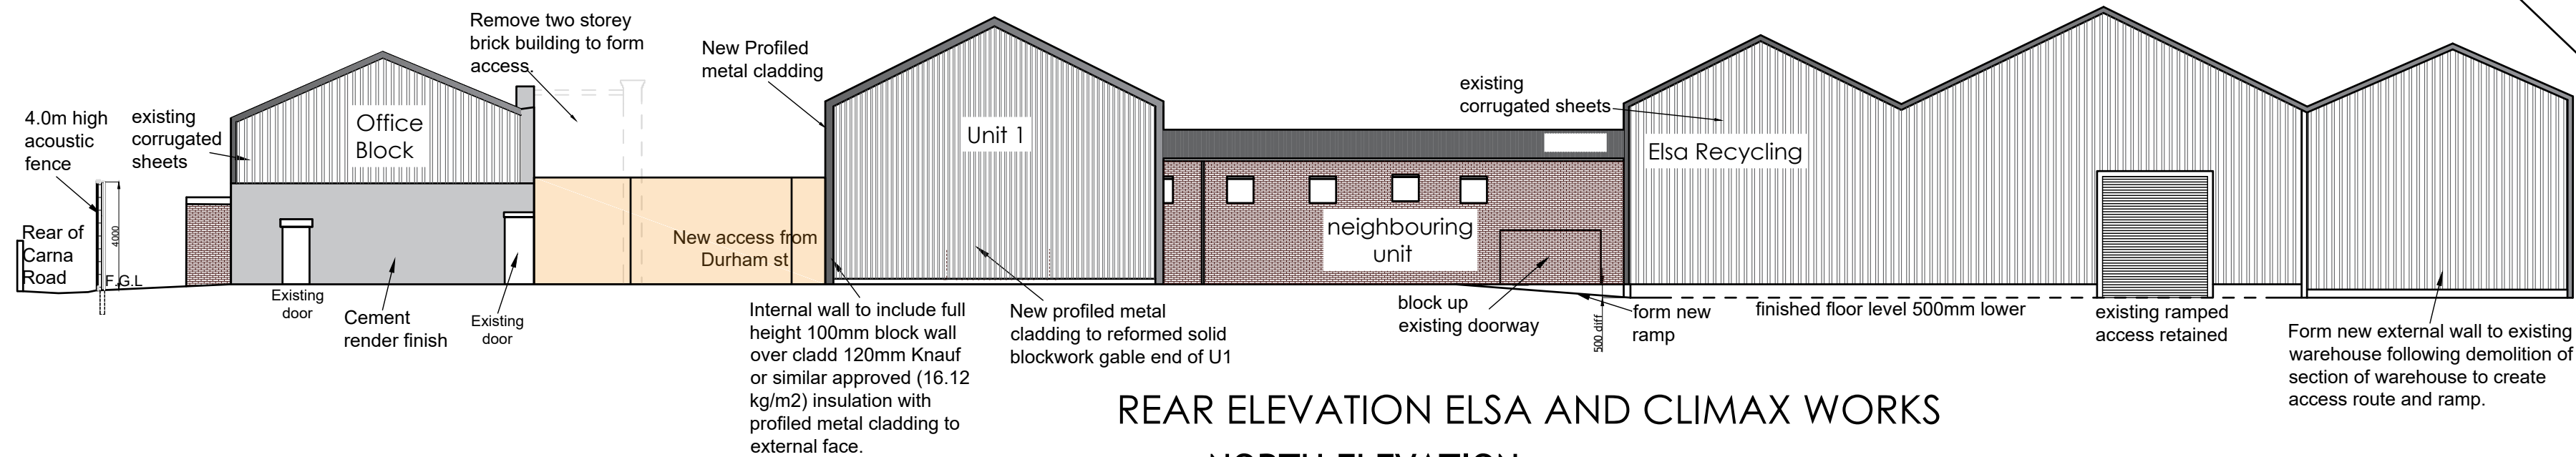 Remove two storey
brick building to form
access.
New Profiled
metal cladding
existing
corrugated sheets
4.0m high
acoustic
fence
existing
corrugated
sheets
Office
Block
Unit 1
Elsa Recycling
4000
Rear of
Carna
Road
F.G.L
New access from
Durham st
neighbouring
unit
Existing
door
Cement
render finish
Existing
door
Internal wall to include full
height 100mm block wall
over cladd 120mm Knauf
or similar approved (16.12
kg/m2) insulation with
profiled metal cladding to
external face.
New profiled metal
cladding to reformed solid
blockwork gable end of U1
block up
existing doorway
500 diff
form new
ramp
finished floor level 500mm lower
existing ramped
access retained
Form new external wall to existing
warehouse following demolition of
section of warehouse to create
access route and ramp.
REAR ELEVATION ELSA AND CLIMAX WORKS
NORTH ELEVATION